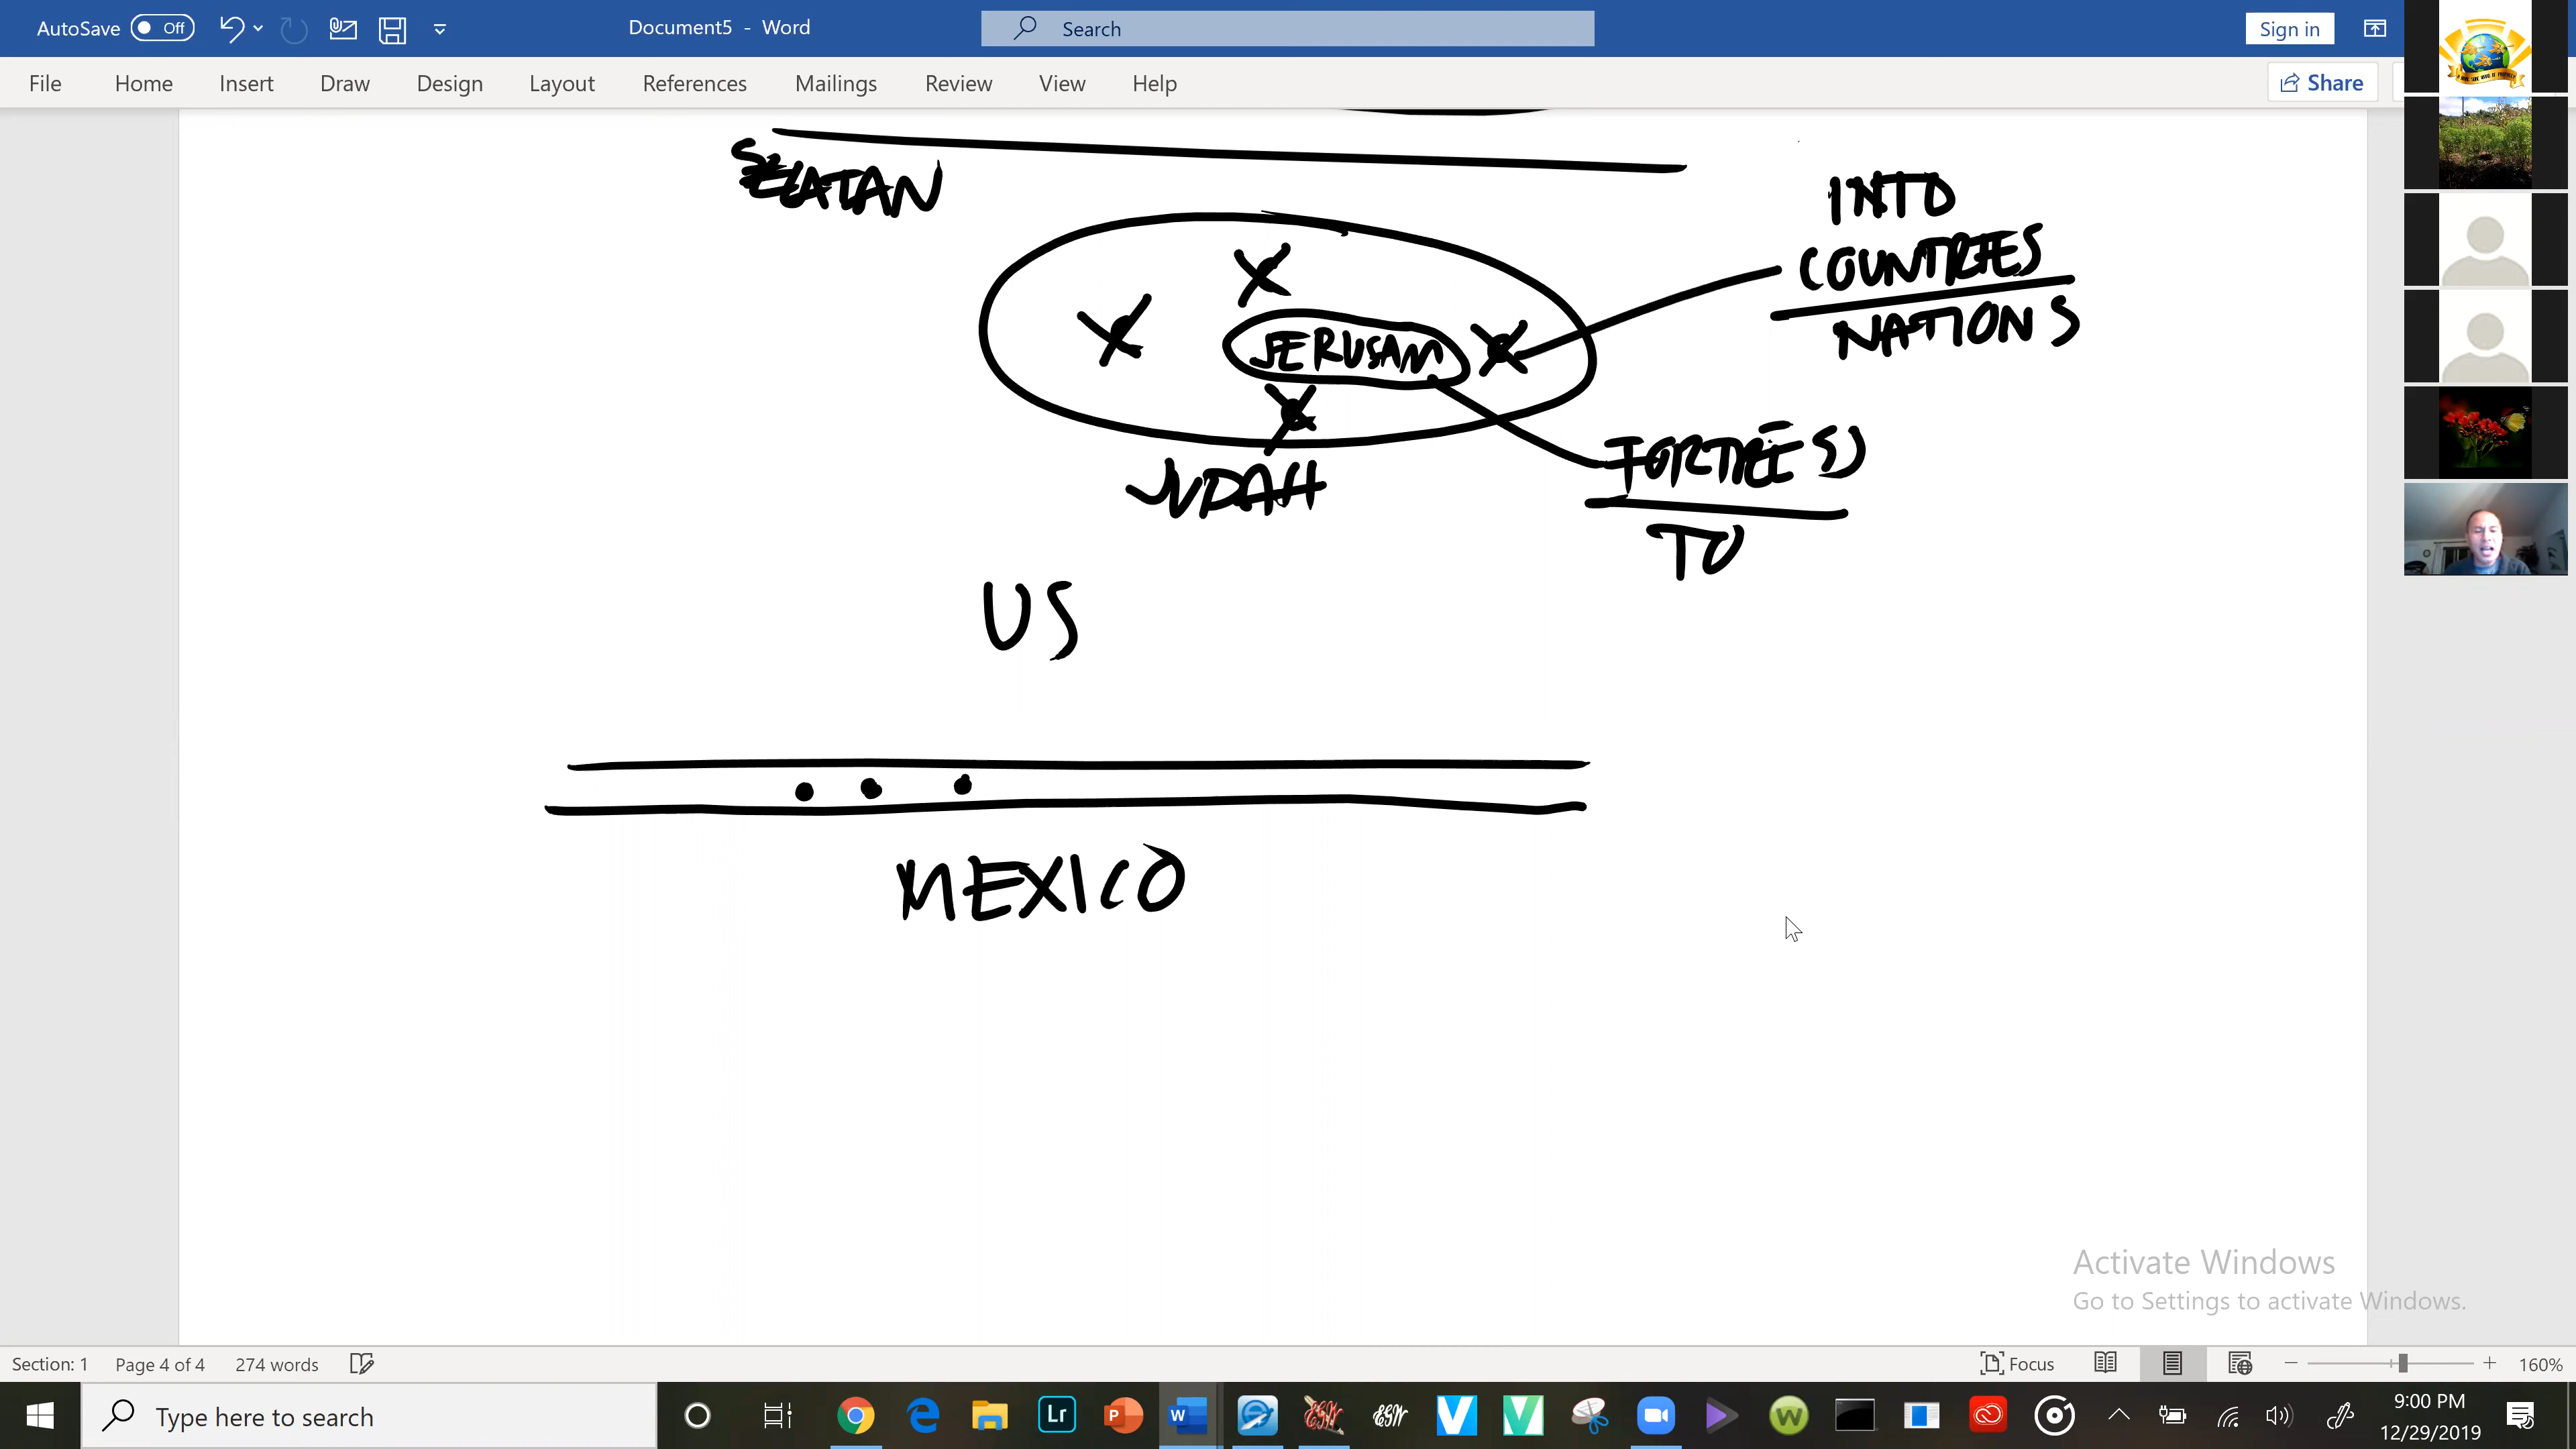 AutoSave Off Document5 - Word Search Sign in
File Home Insert Draw Design Layout References Mailings Review View Help Share
SATAN
INTO
COUNTRIES
NATIONS
JERUSAM
FORTRESS
JUDAH
TO
US
MEXICO
Activate Windows
Go to Settings to activate Windows.
Section: 1 Page 4 of 4 274 words Focus 160%
Type here to search Lr P W EGW EGW V V W 9:00 PM
12/29/2019